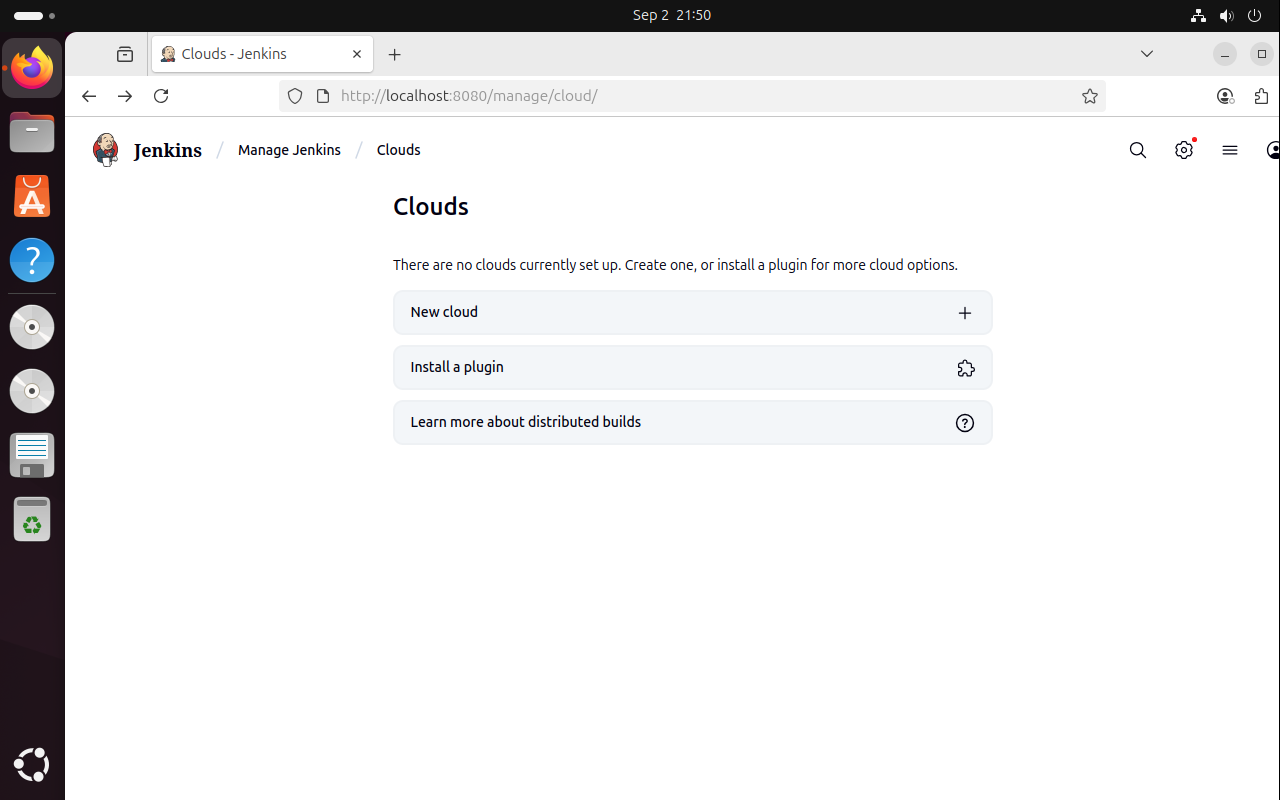 Sep 2 21:50
Clouds - Jenkins
http://localhost:8080/manage/cloud/
Jenkins / Manage Jenkins / Clouds
Clouds
There are no clouds currently set up. Create one, or install a plugin for more cloud options.
New cloud
Install a plugin
Learn more about distributed builds